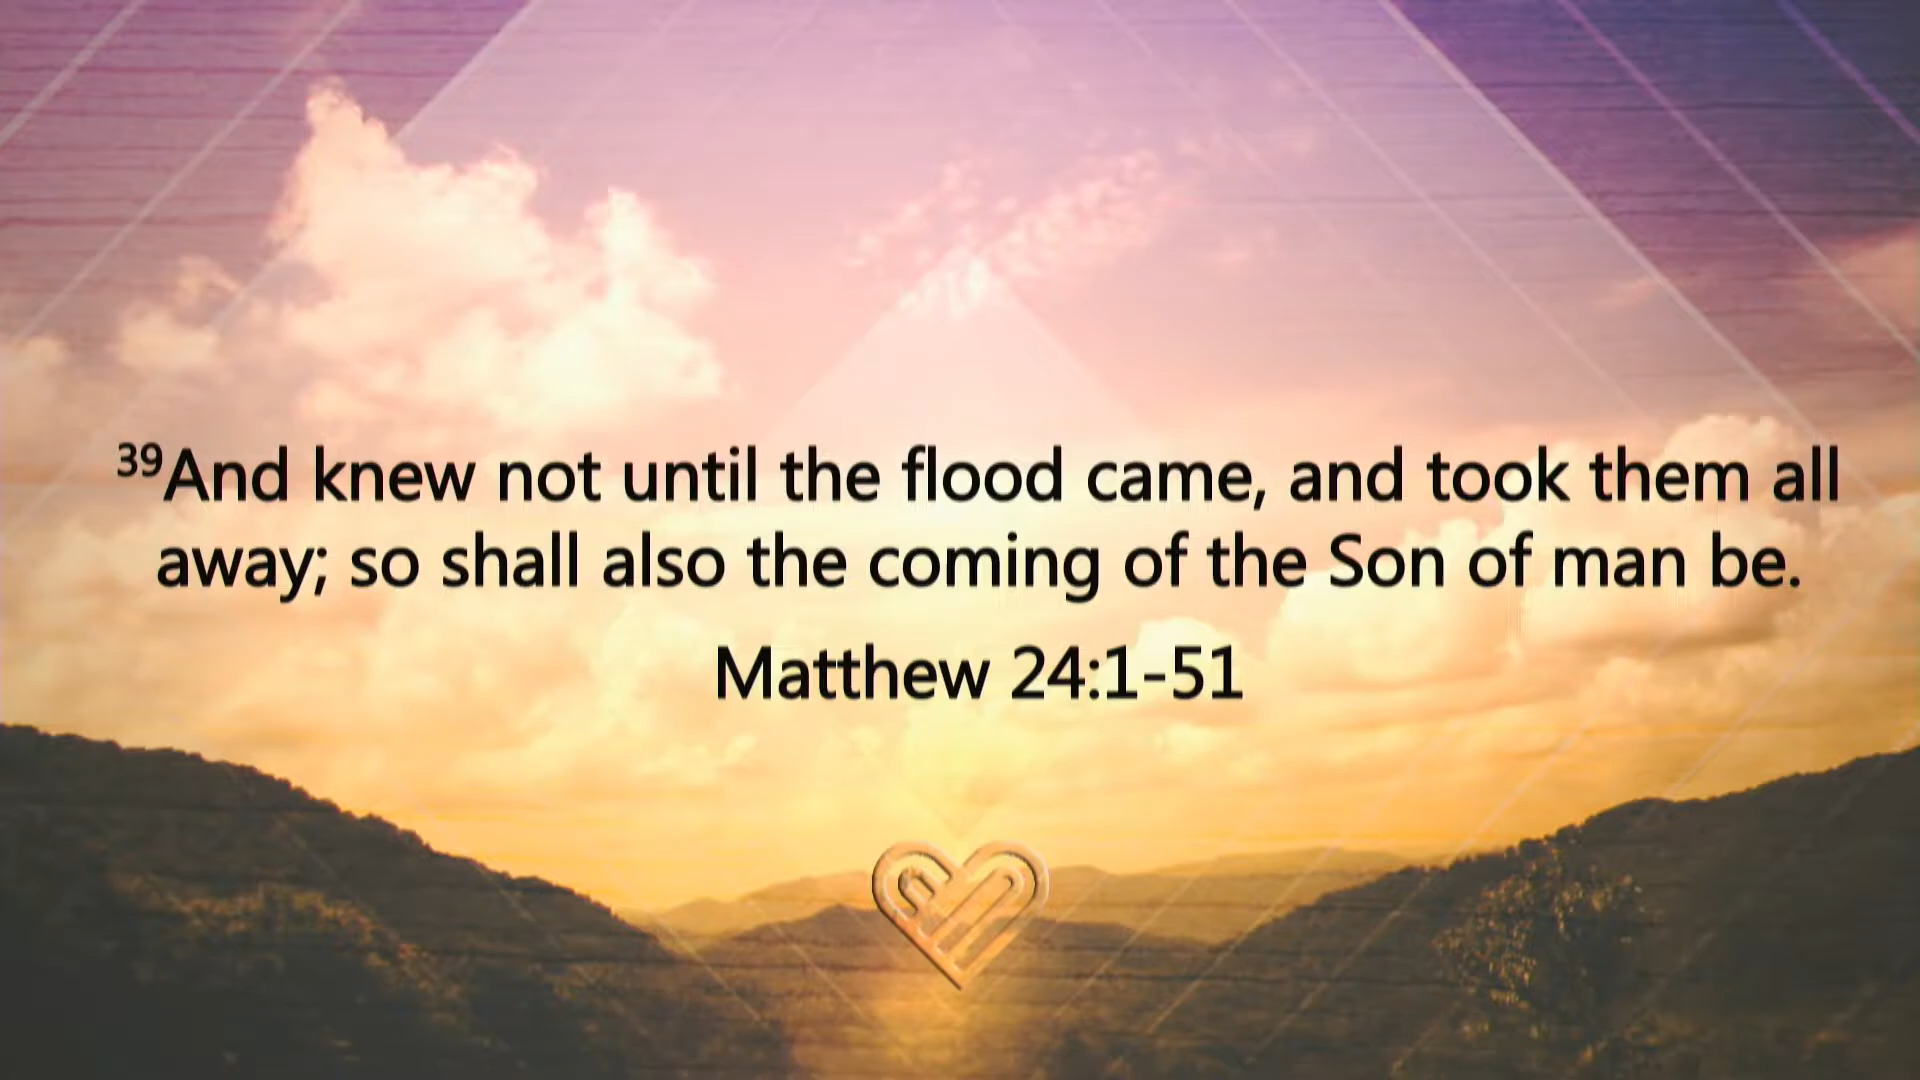 ³⁹And knew not until the flood came, and took them all
away; so shall also the coming of the Son of man be.
Matthew 24:1-51